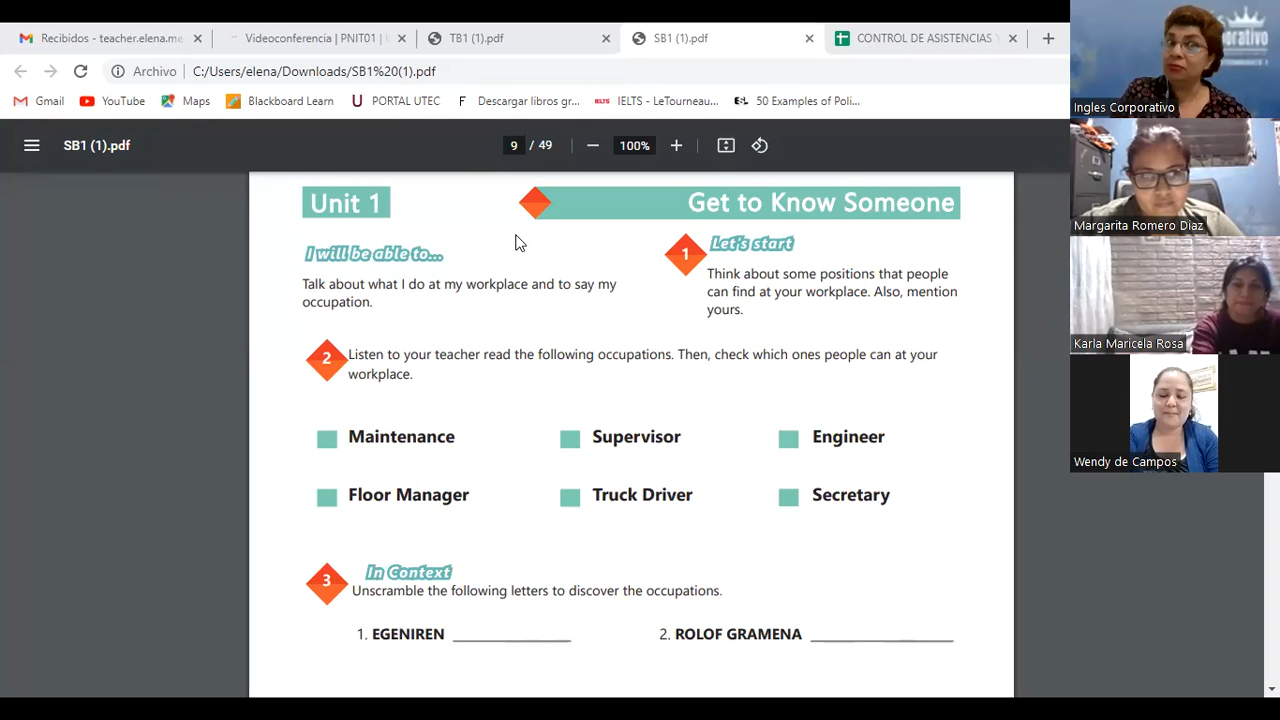 Recibidos - teacher.elena.me
Videoconferencia | PNIT01 |
TB1 (1).pdf
SB1 (1).pdf
CONTROL DE ASISTENCIAS
Archivo
C:/Users/elena/Downloads/SB1%20(1).pdf
Gmail
YouTube
Maps
Blackboard Learn
PORTAL UTEC
Descargar libros gr...
IELTS - LeTourneau...
50 Examples of Poli...
SB1 (1).pdf
9 / 49
100%
Unit 1
Get to Know Someone
I will be able to...
Talk about what I do at my workplace and to say my
occupation.
1
Let's start
Think about some positions that people
can find at your workplace. Also, mention
yours.
2
Listen to your teacher read the following occupations. Then, check which ones people can at your
workplace.
Maintenance
Supervisor
Engineer
Floor Manager
Truck Driver
Secretary
3
In Context
Unscramble the following letters to discover the occupations.
1. EGENIREN
2. ROLOF GRAMENA
Ingles Corporativo
Margarita Romero Diaz
Karla Maricela Rosa
Wendy de Campos